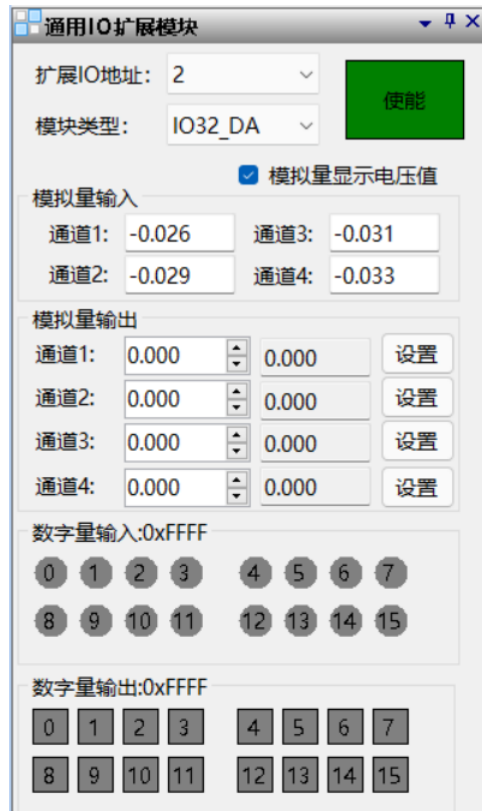 通用IO扩展模块
扩展IO地址： 2
使能
模块类型： IO32_DA
模拟量显示电压值
模拟量输入
通道1: -0.026 通道3: -0.031
通道2: -0.029 通道4: -0.033
模拟量输出
通道1: 0.000 0.000 设置
通道2: 0.000 0.000 设置
通道3: 0.000 0.000 设置
通道4: 0.000 0.000 设置
数字量输入:0xFFFF
0 1 2 3 4 5 6 7
8 9 10 11 12 13 14 15
数字量输出:0xFFFF
0 1 2 3 4 5 6 7
8 9 10 11 12 13 14 15